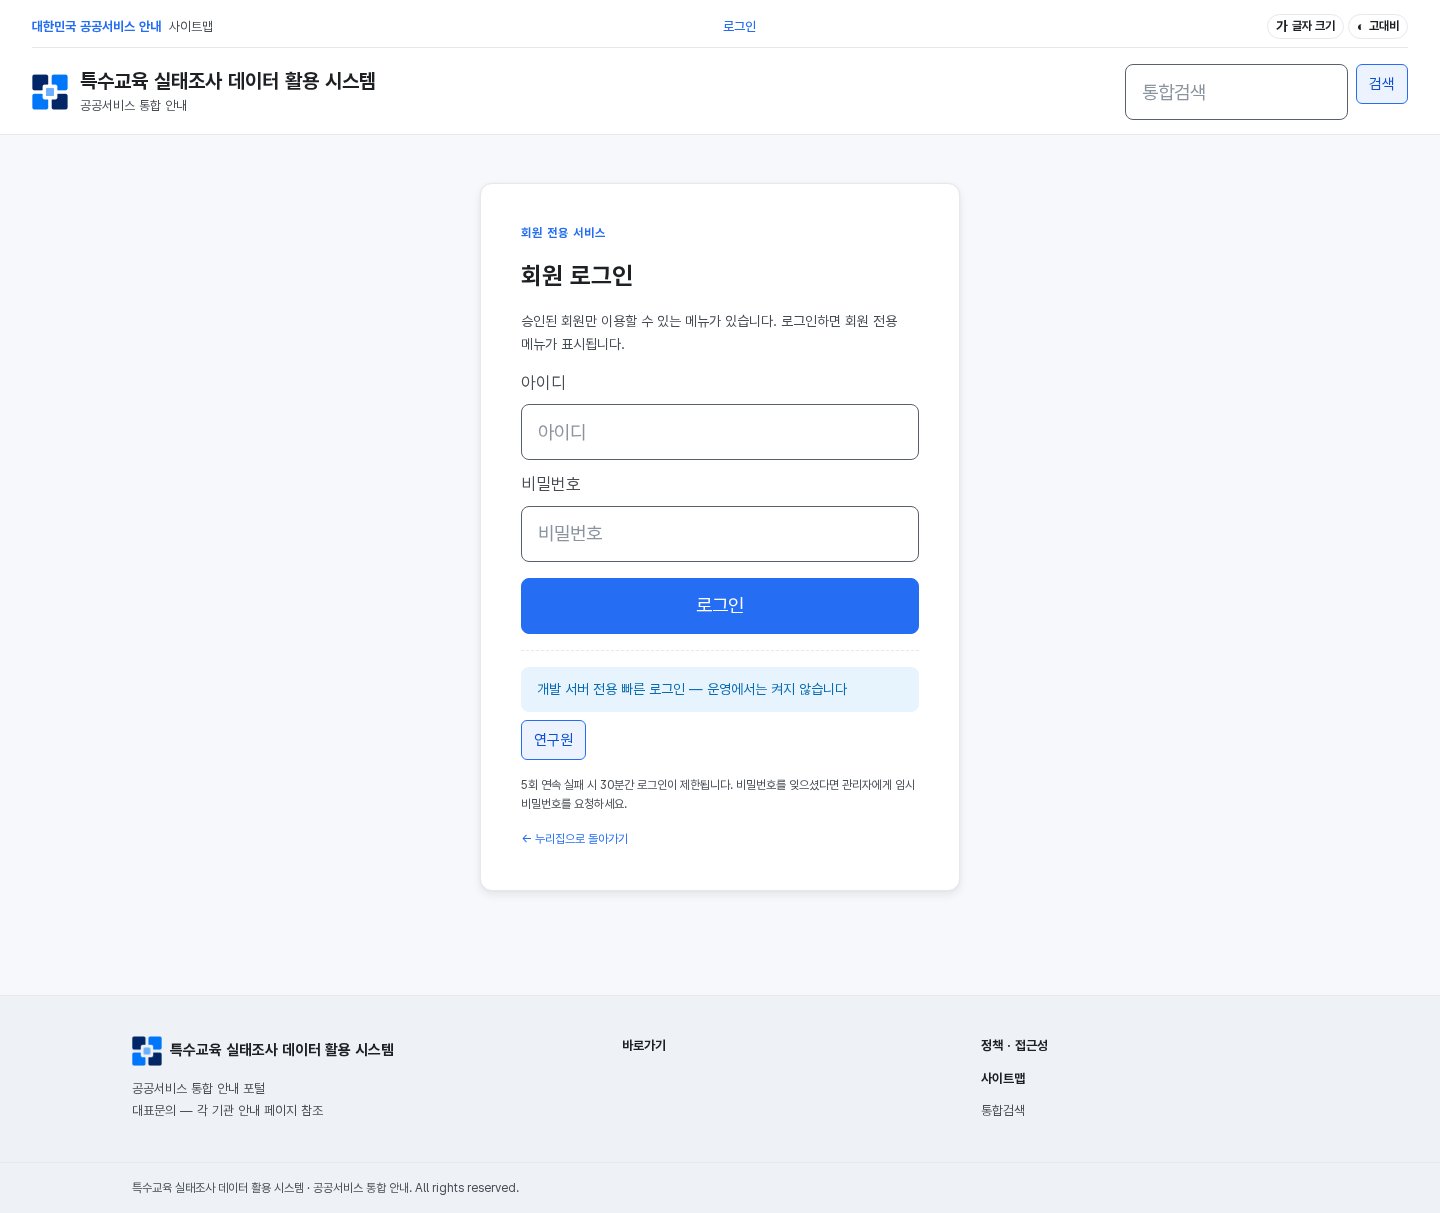 대한민국 공공서비스 안내 사이트맵
로그인
가 글자 크기
고대비
특수교육 실태조사 데이터 활용 시스템
공공서비스 통합 안내
통합검색
검색
회원 전용 서비스
회원 로그인
승인된 회원만 이용할 수 있는 메뉴가 있습니다. 로그인하면 회원 전용
메뉴가 표시됩니다.
아이디
아이디
비밀번호
비밀번호
로그인
개발 서버 전용 빠른 로그인 — 운영에서는 켜지 않습니다
연구원
5회 연속 실패 시 30분간 로그인이 제한됩니다. 비밀번호를 잊으셨다면 관리자에게 임시
비밀번호를 요청하세요.
← 누리집으로 돌아가기
특수교육 실태조사 데이터 활용 시스템
공공서비스 통합 안내 포털
대표문의 — 각 기관 안내 페이지 참조
바로가기
정책 · 접근성
사이트맵
통합검색
특수교육 실태조사 데이터 활용 시스템 · 공공서비스 통합 안내. All rights reserved.